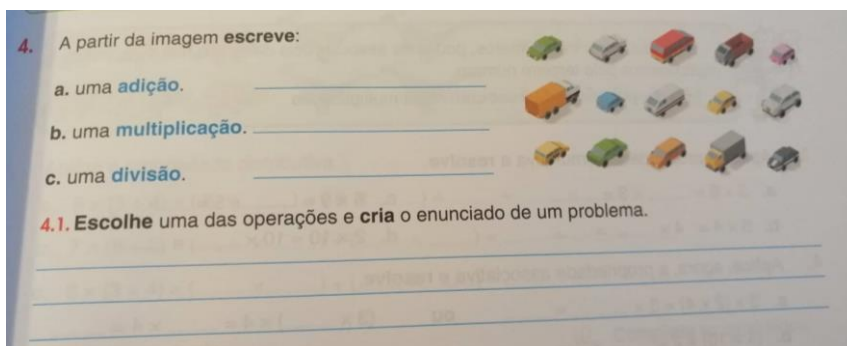 4. A partir da imagem escreve:
a. uma adição.
b. uma multiplicação.
c. uma divisão.
4.1. Escolhe uma das operações e cria o enunciado de um problema.